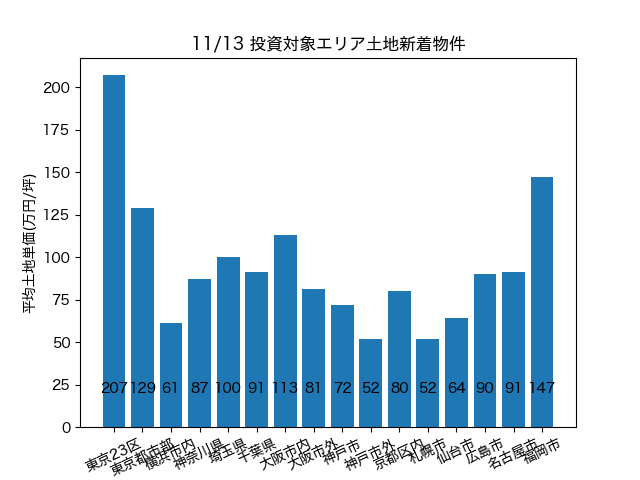 11/13 投資対象エリア土地新着物件
平均土地単価(万円/坪)
200
175
150
125
100
75
50
25
0
207 129 61 87 100 91 113 81 72 52 80 52 64 90 91 147
東京23区
東京都市部
横浜市内
神奈川県
埼玉県
千葉県
大阪市内
大阪市外
神戸市
神戸市外
京都区内
札幌市
仙台市
広島市
名古屋市
福岡市